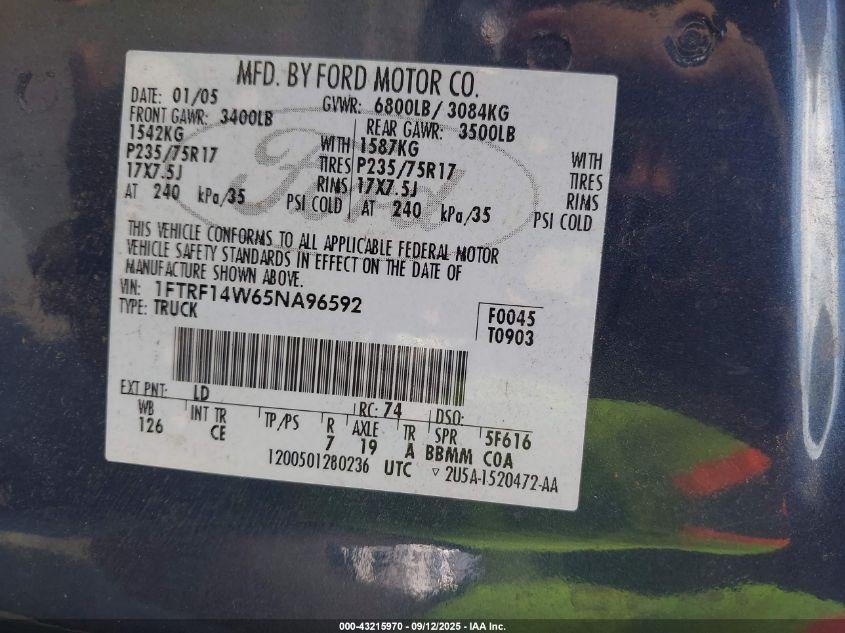 MFD. BY FORD MOTOR CO.
DATE: 01/05 GVWR: 6800LB/ 3084KG
FRONT GAWR: 3400LB REAR GAWR: 3500LB
1542KG WITH 1587KG WITH
P235/75R17 TIRES P235/75R17 TIRES
17X7.5J RIMS 17X7.5J RIMS
AT 240 kPa/35 PSI COLD AT 240 kPa/35 PSI COLD
THIS VEHICLE CONFORMS TO ALL APPLICABLE FEDERAL MOTOR
VEHICLE SAFETY STANDARDS IN EFFECT ON THE DATE OF
MANUFACTURE SHOWN ABOVE.
VIN: 1FTRF14W65NA96592 F0045
TYPE: TRUCK T0903
EXT PNT: LD RC: 74 DSO:
WB INT TR TP/PS R AXLE TR SPR 5F616
126 CE 7 19 A BBMM COA
1200501280236 UTC ▽ 2U5A-1520472-AA
Ford
000-43215970 - 09/12/2025 - IAA Inc.